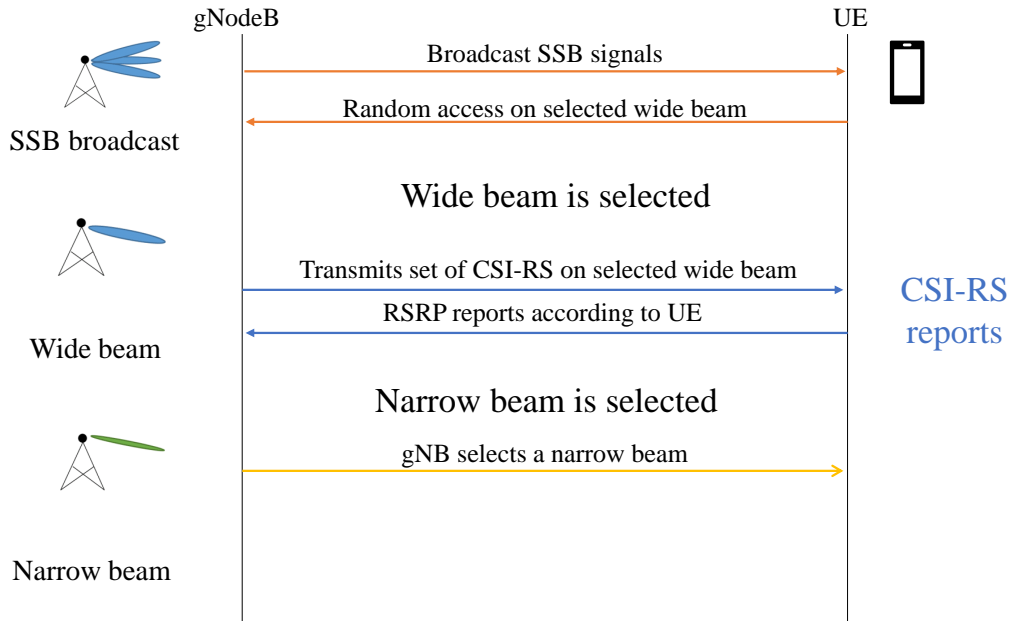 gNodeB
UE
Broadcast SSB signals
Random access on selected wide beam
SSB broadcast
Wide beam is selected
Transmits set of CSI-RS on selected wide beam
CSI-RS
reports
RSRP reports according to UE
Wide beam
Narrow beam is selected
gNB selects a narrow beam
Narrow beam